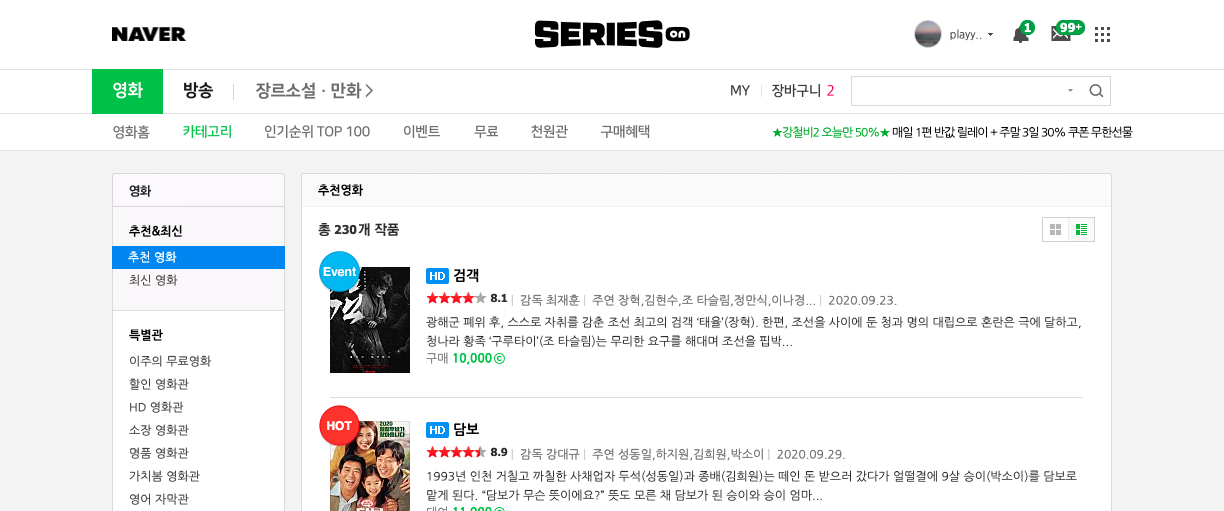 NAVER
SERIES on
playy..
1
99+
영화
방송
장르소설 · 만화
MY
장바구니 2
영화홈
카테고리
인기순위 TOP 100
이벤트
무료
천원관
구매혜택
★강철비2 오늘만 50%★ 매일 1편 반값 릴레이 + 주말 3일 30% 쿠폰 무한선물
영화
추천&최신
추천 영화
최신 영화
특별관
이주의 무료영화
할인 영화관
HD 영화관
소장 영화관
명품 영화관
가치봄 영화관
영어 자막관
추천영화
총 230개 작품
Event
HD 검객
8.1 감독 최재훈 주연 장혁,김현수,조 타슬림,정만식,이나경... 2020.09.23.
광해군 폐위 후, 스스로 자취를 감춘 조선 최고의 검객 ‘태율’(장혁). 한편, 조선을 사이에 둔 청과 명의 대립으로 혼란은 극에 달하고,
청나라 황족 ‘구루타이’(조 타슬림)는 무리한 요구를 해대며 조선을 핍박...
구매 10,000ⓒ
HOT
HD 담보
8.9 감독 강대규 주연 성동일,하지원,김희원,박소이 2020.09.29.
1993년 인천 거칠고 까칠한 사채업자 두석(성동일)과 종배(김희원)는 떼인 돈 받으러 갔다가 얼떨결에 9살 승이(박소이)를 담보로
맡게 된다. “담보가 무슨 뜻이에요?” 뜻도 모른 채 담보가 된 승이와 승이 엄마...
대여 11,000ⓒ